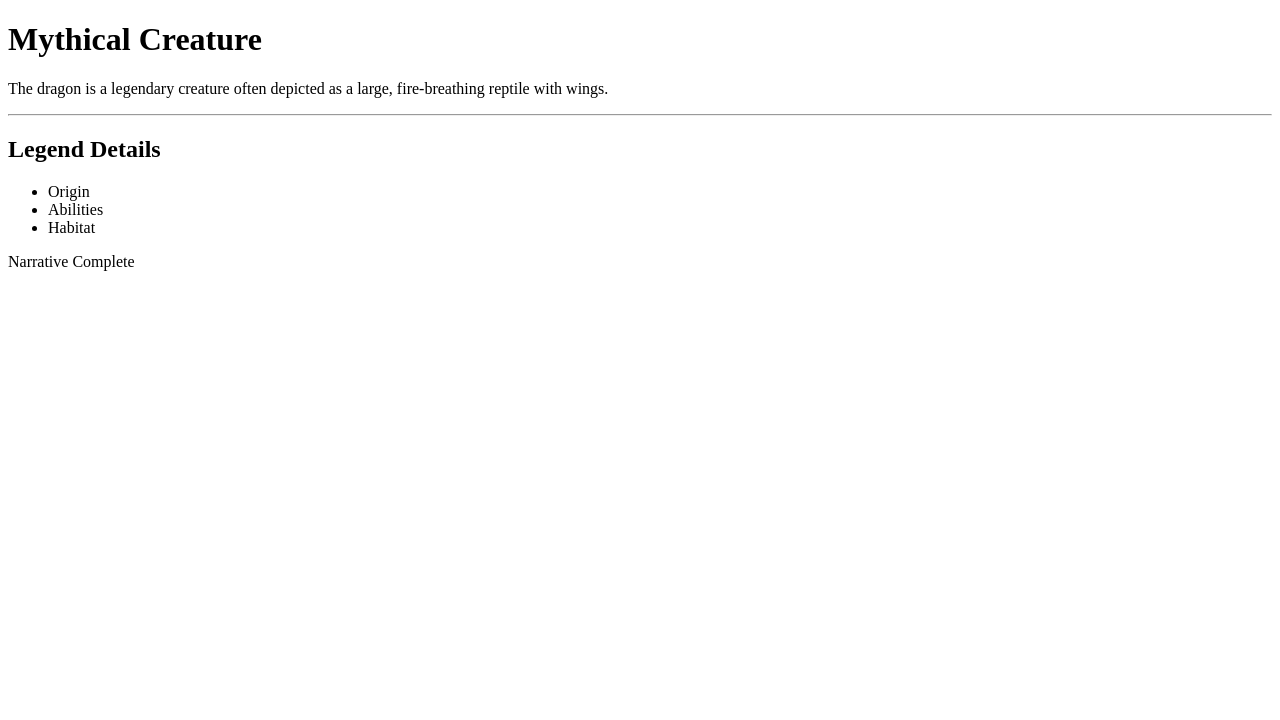 Mythical Creature
The dragon is a legendary creature often depicted as a large, fire-breathing reptile with wings.
Legend Details
Origin
Abilities
Habitat
Narrative Complete